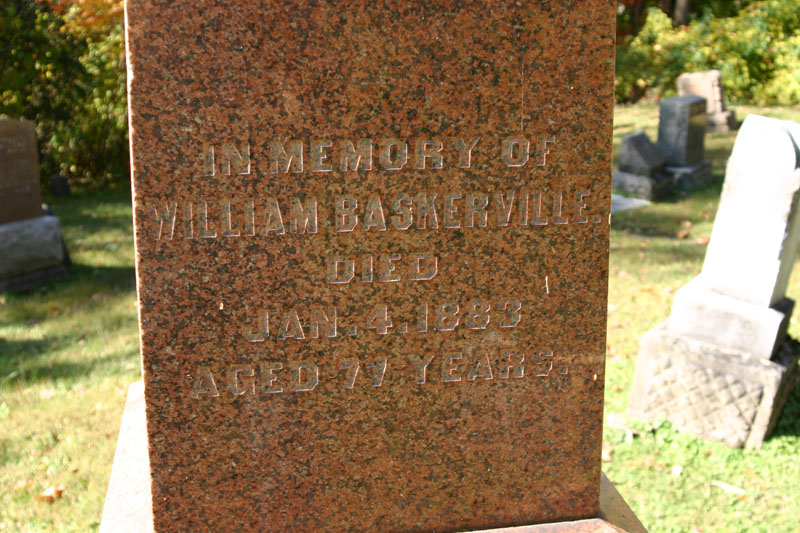 IN MEMORY OF
WILLIAM BASKERVILLE.
DIED
JAN. 4. 1883
AGED 77 YEARS.